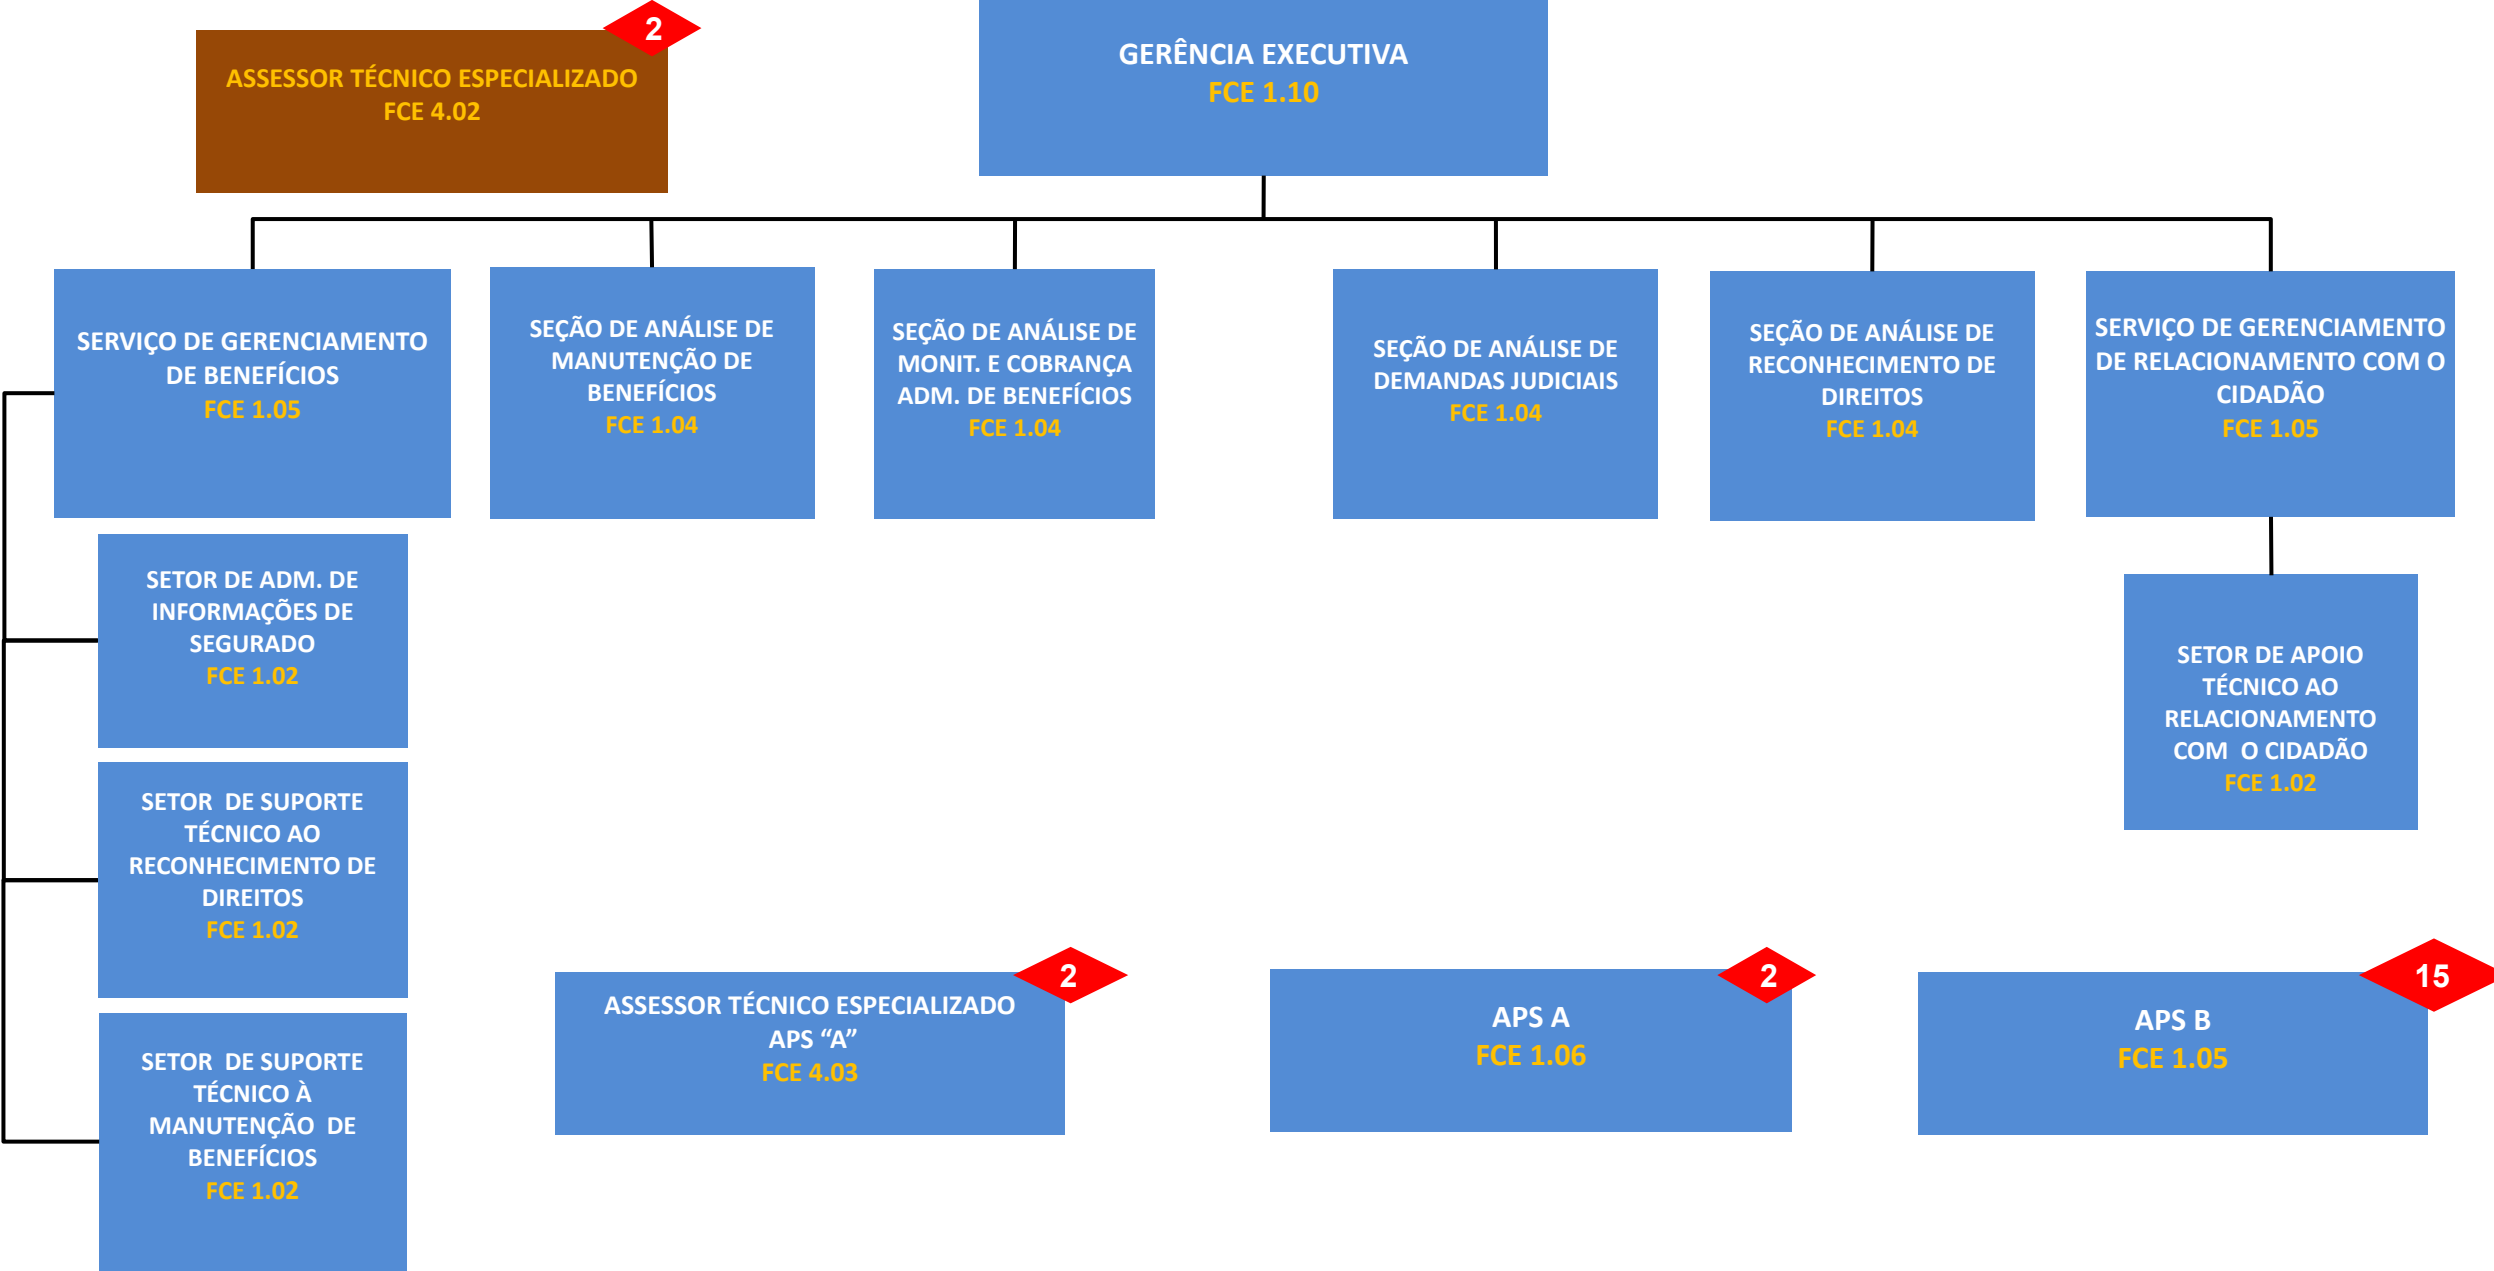 2
ASSESSOR TÉCNICO ESPECIALIZADO
FCE 4.02
GERÊNCIA EXECUTIVA
FCE 1.10
SERVIÇO DE GERENCIAMENTO
DE BENEFÍCIOS
FCE 1.05
SEÇÃO DE ANÁLISE DE
MANUTENÇÃO DE
BENEFÍCIOS
FCE 1.04
SEÇÃO DE ANÁLISE DE
MONIT. E COBRANÇA
ADM. DE BENEFÍCIOS
FCE 1.04
SEÇÃO DE ANÁLISE DE
DEMANDAS JUDICIAIS
FCE 1.04
SEÇÃO DE ANÁLISE DE
RECONHECIMENTO DE
DIREITOS
FCE 1.04
SERVIÇO DE GERENCIAMENTO
DE RELACIONAMENTO COM O
CIDADÃO
FCE 1.05
SETOR DE ADM. DE
INFORMAÇÕES DE
SEGURADO
FCE 1.02
SETOR DE APOIO
TÉCNICO AO
RELACIONAMENTO
COM O CIDADÃO
FCE 1.02
SETOR DE SUPORTE
TÉCNICO AO
RECONHECIMENTO DE
DIREITOS
FCE 1.02
SETOR DE SUPORTE
TÉCNICO À
MANUTENÇÃO DE
BENEFÍCIOS
FCE 1.02
2
ASSESSOR TÉCNICO ESPECIALIZADO
APS “A”
FCE 4.03
2
APS A
FCE 1.06
15
APS B
FCE 1.05